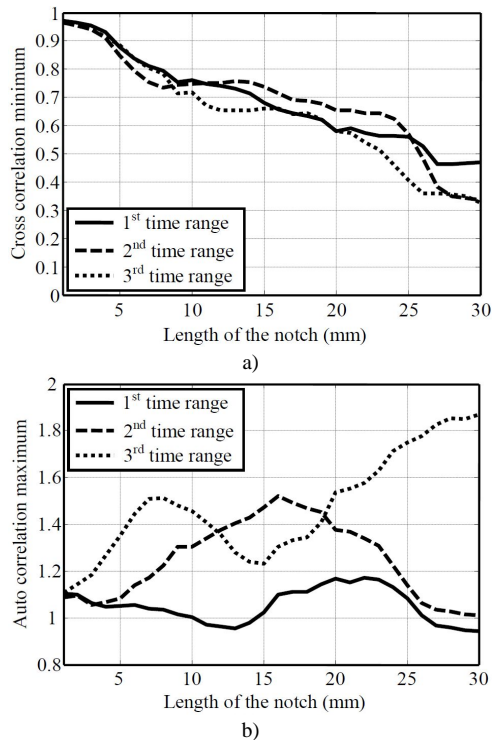 1
0.9
0.8
0.7
0.6
0.5
0.4
0.3
0.2
0.1
0
Cross correlation minimum
1st time range
2nd time range
3rd time range
5 10 15 20 25 30
Length of the notch (mm)
a)
2
1.8
1.6
1.4
1.2
1
0.8
Auto correlation maximum
1st time range
2nd time range
3rd time range
5 10 15 20 25 30
Length of the notch (mm)
b)